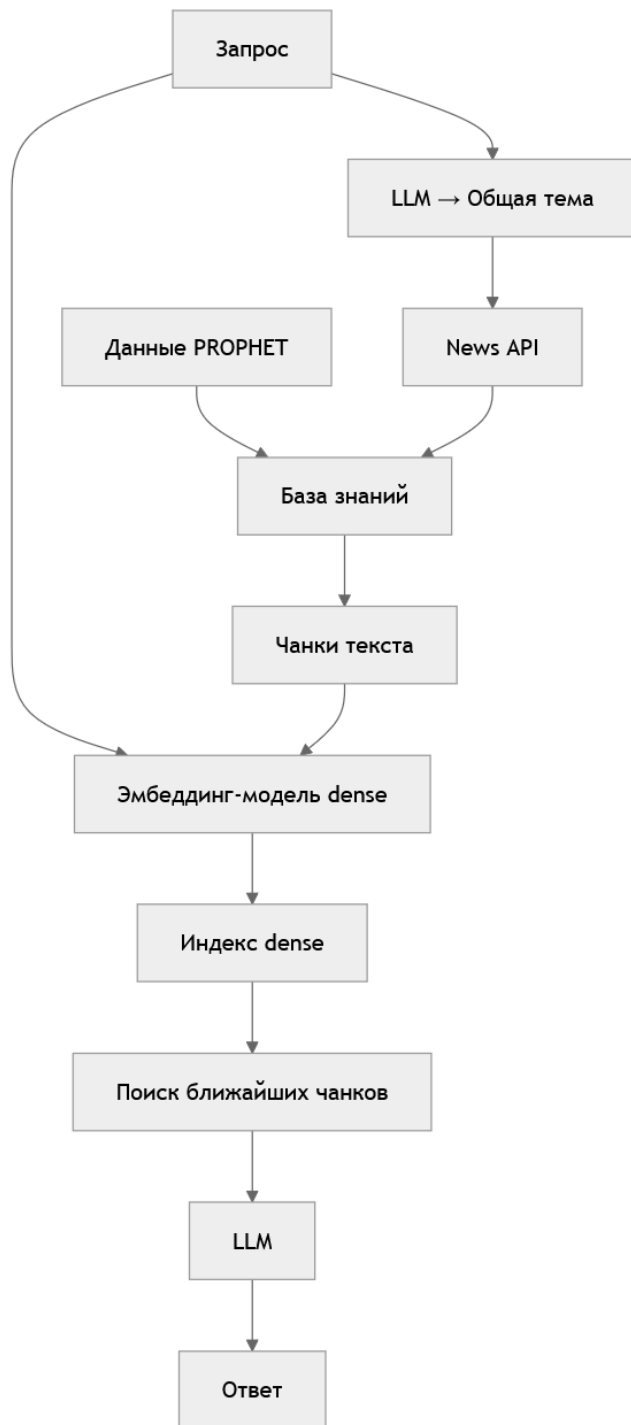 Запрос
LLM → Общая тема
Данные PROPHET
News API
База знаний
Чанки текста
Эмбеддинг-модель dense
Индекс dense
Поиск ближайших чанков
LLM
Ответ